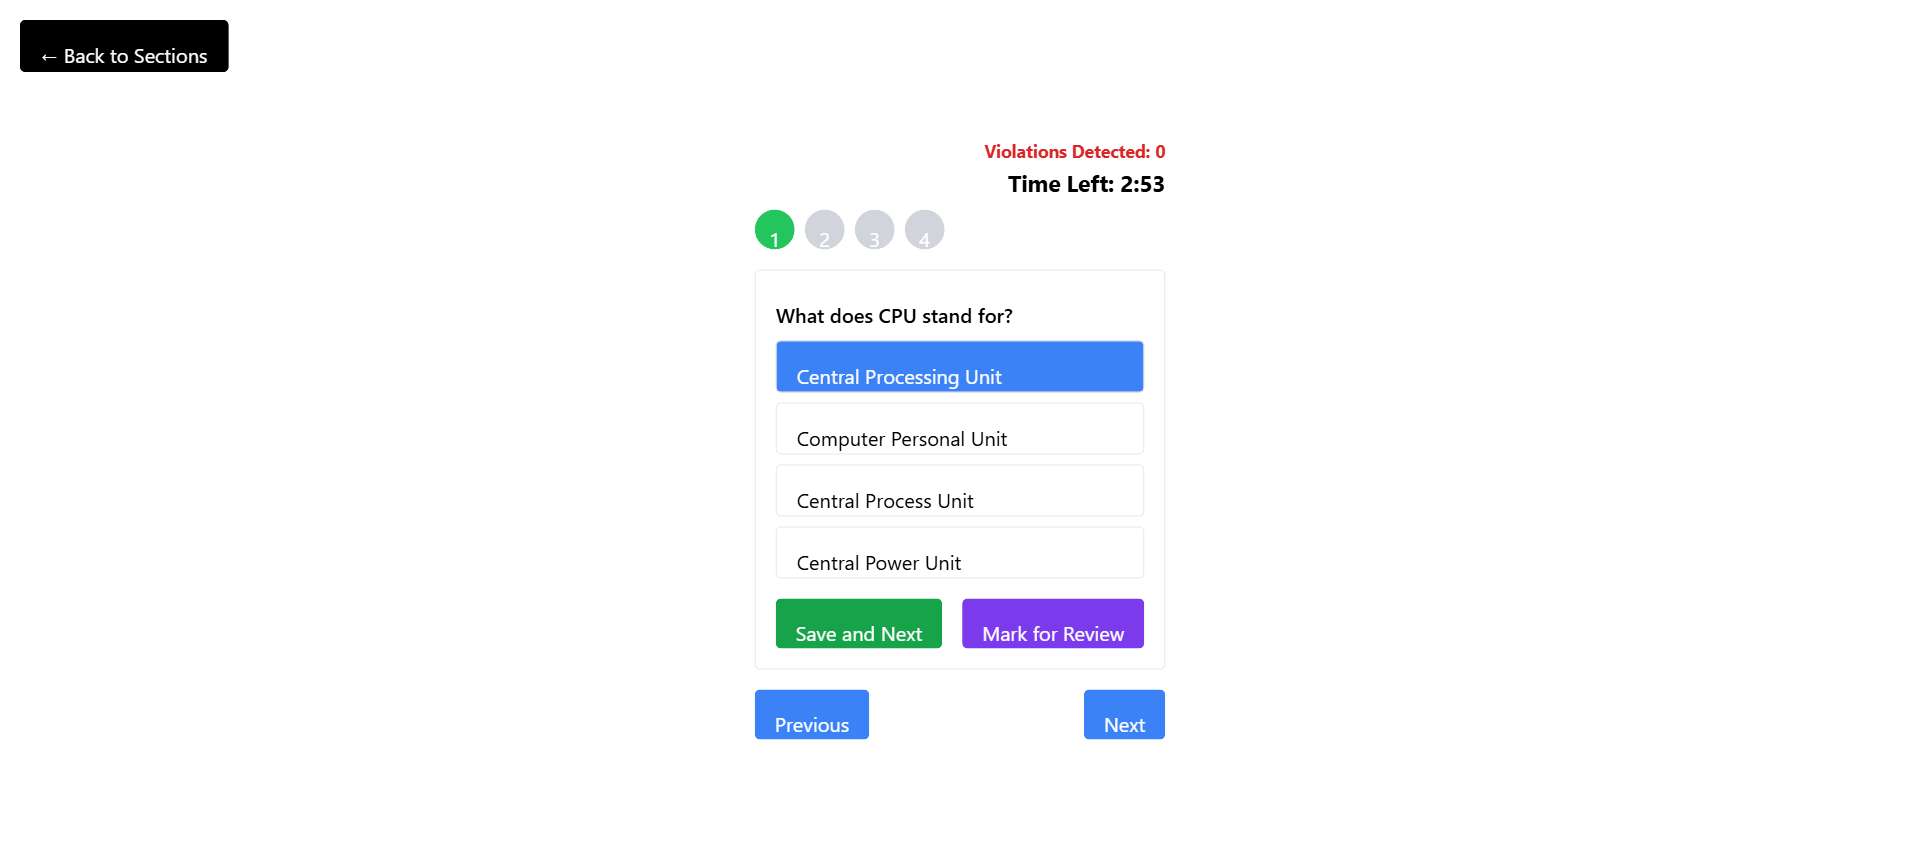 ← Back to Sections
Violations Detected: 0
Time Left: 2:53
1 2 3 4
What does CPU stand for?
Central Processing Unit
Computer Personal Unit
Central Process Unit
Central Power Unit
Save and Next Mark for Review
Previous Next